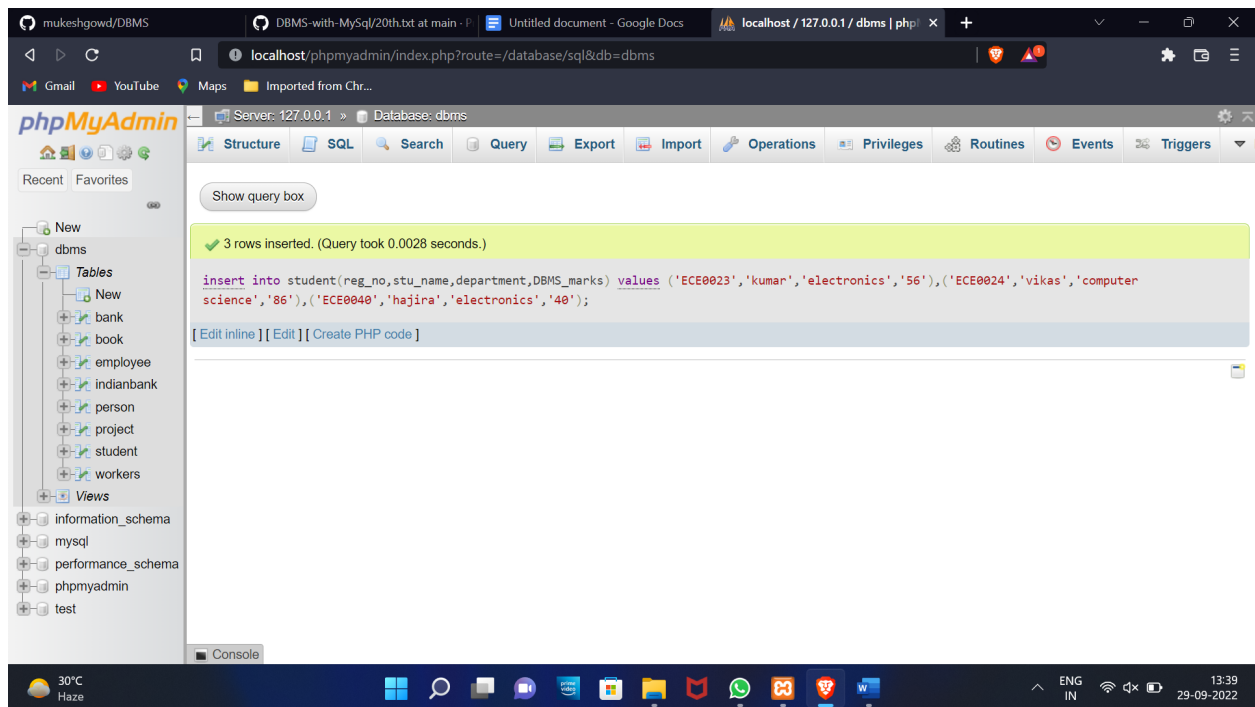 mukeshgowd/DBMS
DBMS-with-MySql/20th.txt at main · P
Untitled document - Google Docs
localhost / 127.0.0.1 / dbms | php
localhost/phpmyadmin/index.php?route=/database/sql&db=dbms
1
Gmail YouTube Maps Imported from Chr...
phpMyAdmin
Recent Favorites
New
dbms
Tables
New
bank
book
employee
indianbank
person
project
student
workers
Views
information_schema
mysql
performance_schema
phpmyadmin
test
Server: 127.0.0.1 » Database: dbms
Structure SQL Search Query Export Import Operations Privileges Routines Events Triggers
Show query box
3 rows inserted. (Query took 0.0028 seconds.)
insert into student(reg_no,stu_name,department,DBMS_marks) values ('ECE0023','kumar','electronics','56'),('ECE0024','vikas','computer
science','86'),('ECE0040','hajira','electronics','40');
[ Edit inline ] [ Edit ] [ Create PHP code ]
Console
30°C
Haze
prime
video
W
ENG
IN
13:39
29-09-2022